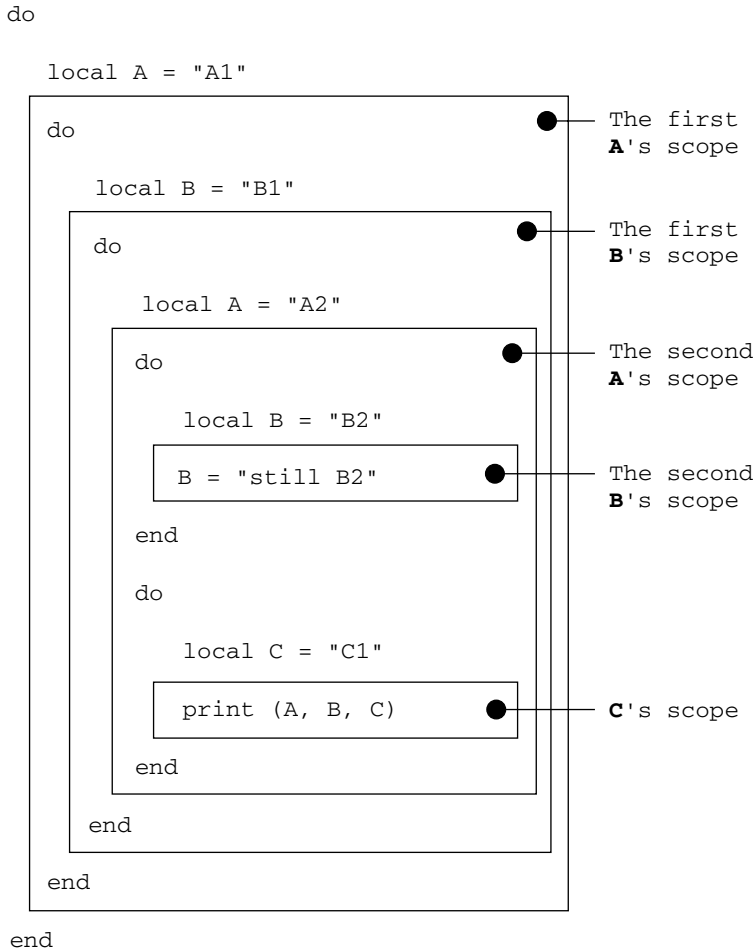 do
local A = "A1"
do
The first
A's scope
local B = "B1"
do
The first
B's scope
local A = "A2"
do
The second
A's scope
local B = "B2"
B = "still B2"
The second
B's scope
end
do
local C = "C1"
print (A, B, C)
C's scope
end
end
end
end